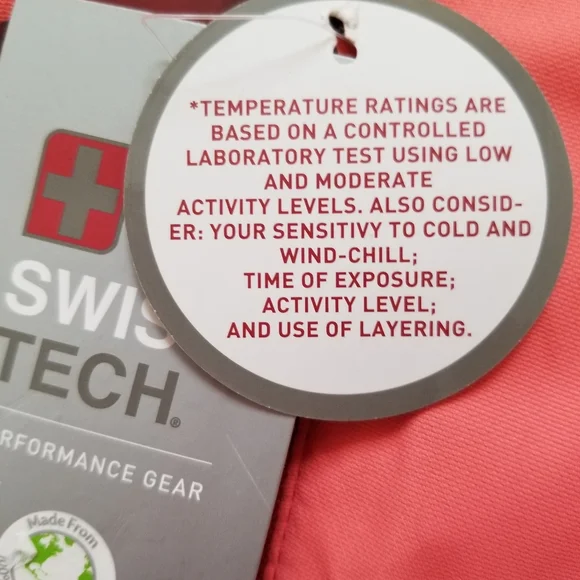 *TEMPERATURE RATINGS ARE
BASED ON A CONTROLLED
LABORATORY TEST USING LOW
AND MODERATE
ACTIVITY LEVELS. ALSO CONSID-
ER: YOUR SENSITIVY TO COLD AND
WIND-CHILL;
TIME OF EXPOSURE;
ACTIVITY LEVEL;
AND USE OF LAYERING.
SWIS
TECH®
RFORMANCE GEAR
Made From